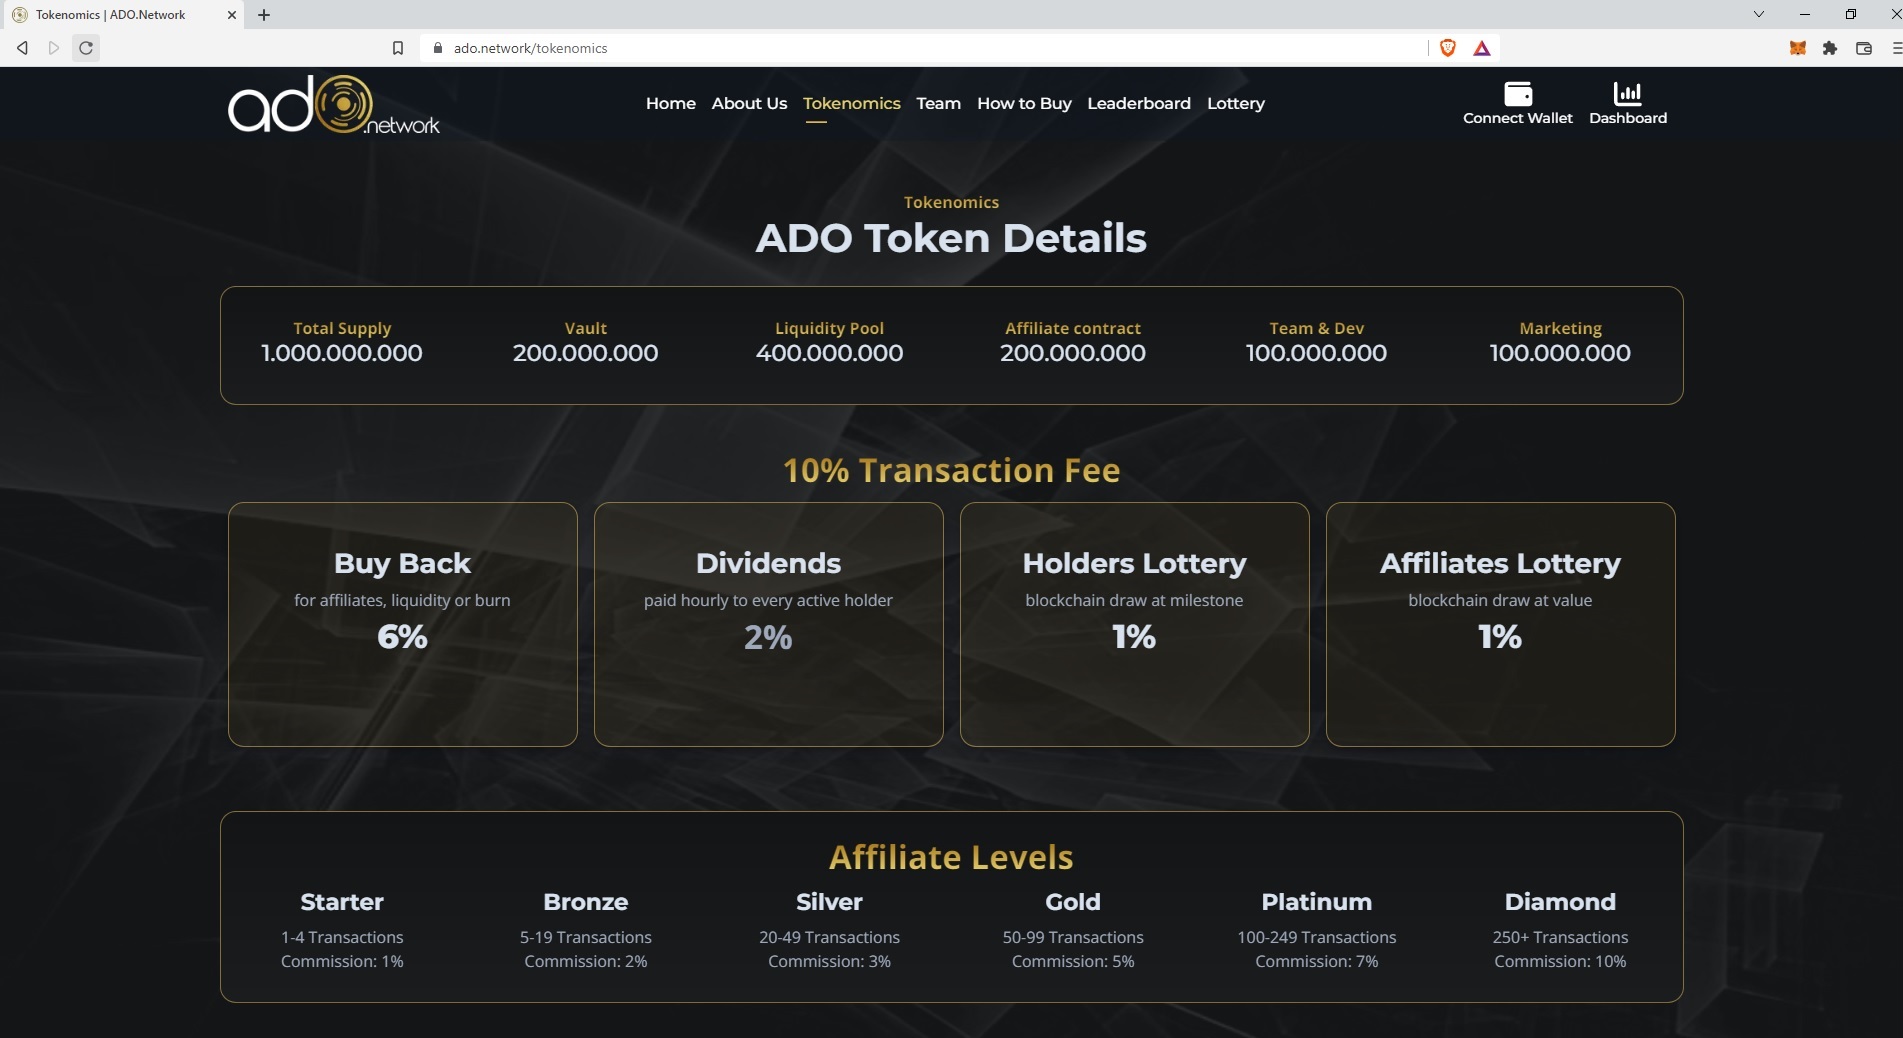 Tokenomics | ADO.Network
ado.network/tokenomics
ado.network
Home About Us Tokenomics Team How to Buy Leaderboard Lottery
Connect Wallet Dashboard
Tokenomics
ADO Token Details
Total Supply Vault Liquidity Pool Affiliate contract Team & Dev Marketing
1.000.000.000 200.000.000 400.000.000 200.000.000 100.000.000 100.000.000
10% Transaction Fee
Buy Back Dividends Holders Lottery Affiliates Lottery
for affiliates, liquidity or burn paid hourly to every active holder blockchain draw at milestone blockchain draw at value
6% 2% 1% 1%
Affiliate Levels
Starter Bronze Silver Gold Platinum Diamond
1-4 Transactions 5-19 Transactions 20-49 Transactions 50-99 Transactions 100-249 Transactions 250+ Transactions
Commission: 1% Commission: 2% Commission: 3% Commission: 5% Commission: 7% Commission: 10%